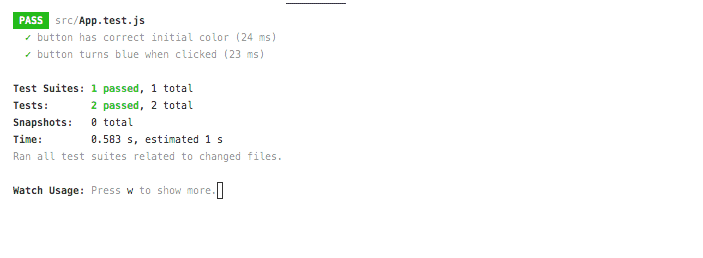 PASS src/App.test.js
✓ button has correct initial color (24 ms)
✓ button turns blue when clicked (23 ms)
Test Suites: 1 passed, 1 total
Tests: 2 passed, 2 total
Snapshots: 0 total
Time: 0.583 s, estimated 1 s
Ran all test suites related to changed files.
Watch Usage: Press w to show more.